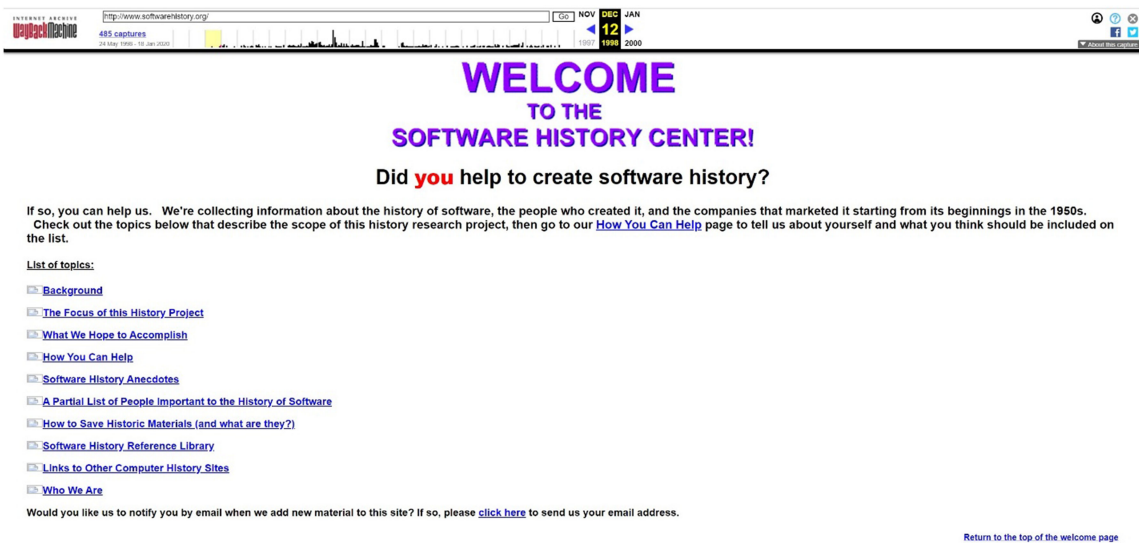 INTERNET ARCHIVE
WayBackMachine
http://www.softwarehistory.org/
Go
NOV DEC JAN
485 captures
12
24 May 1998 - 18 Jan 2020
1997 1998 2000
About this capture
WELCOME
TO THE
SOFTWARE HISTORY CENTER!
Did you help to create software history?
If so, you can help us. We're collecting information about the history of software, the people who created it, and the companies that marketed it starting from its beginnings in the 1950s.
Check out the topics below that describe the scope of this history research project, then go to our How You Can Help page to tell us about yourself and what you think should be included on
the list.
List of topics:
Background
The Focus of this History Project
What We Hope to Accomplish
How You Can Help
Software History Anecdotes
A Partial List of People Important to the History of Software
How to Save Historic Materials (and what are they?)
Software History Reference Library
Links to Other Computer History Sites
Who We Are
Would you like us to notify you by email when we add new material to this site? If so, please click here to send us your email address.
Return to the top of the welcome page